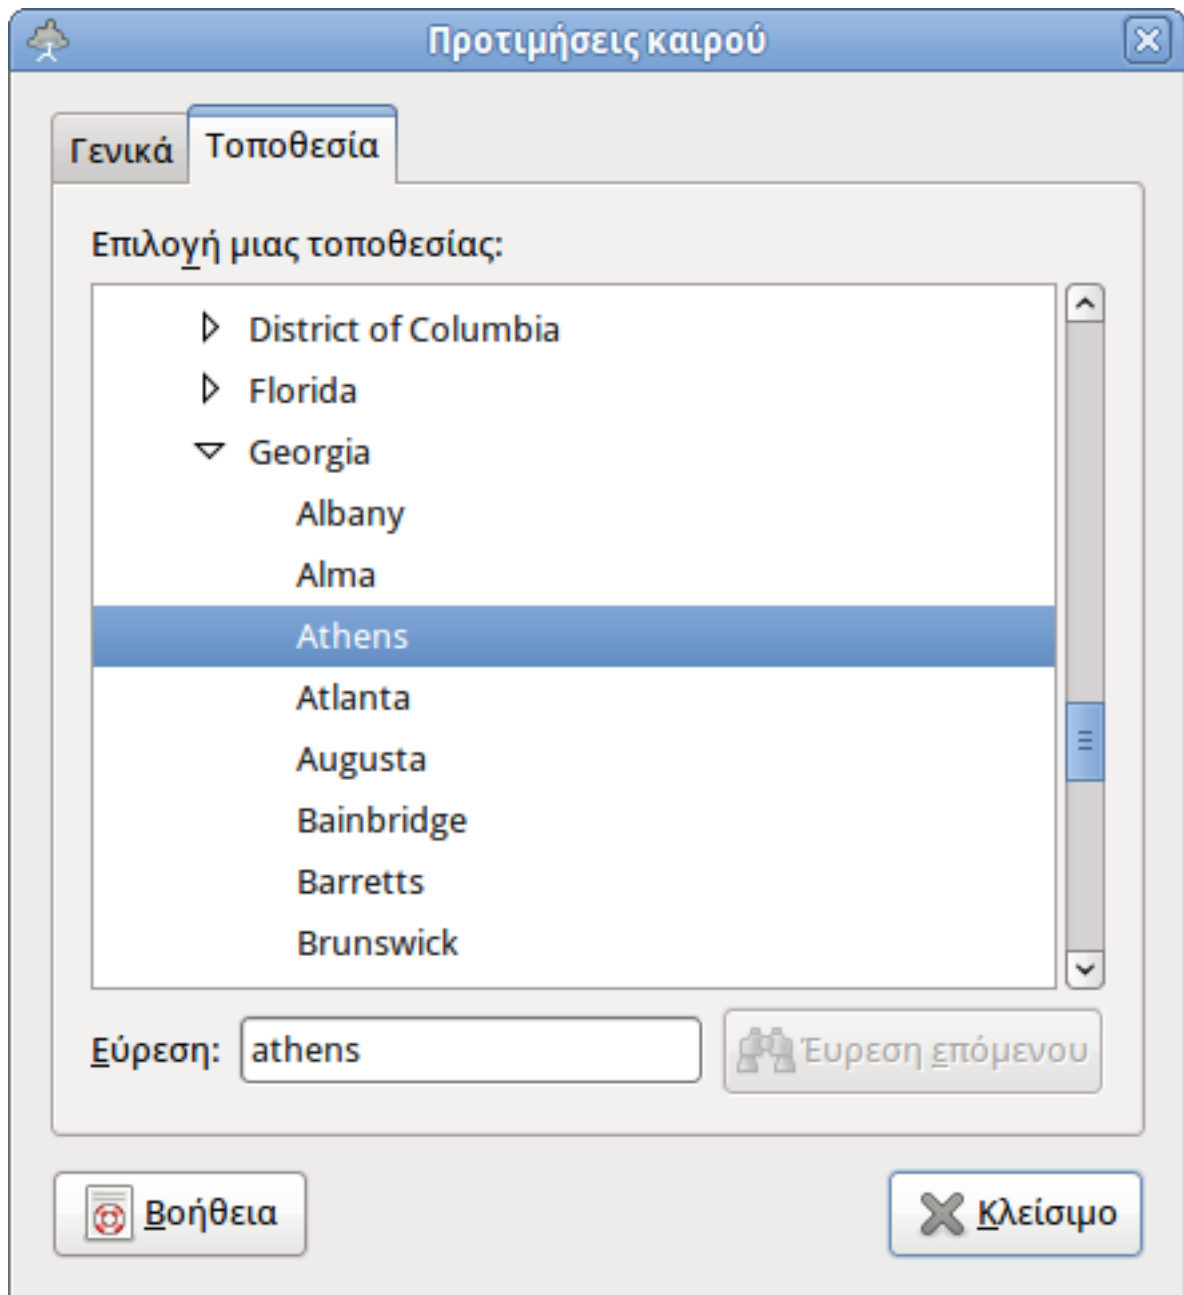 Προτιμήσεις καιρού
Γενικά Τοποθεσία
Επιλογή μιας τοποθεσίας:
District of Columbia
Florida
Georgia
Albany
Alma
Athens
Atlanta
Augusta
Bainbridge
Barretts
Brunswick
Εύρεση: athens Έυρεση επόμενου
Βοήθεια Κλείσιμο